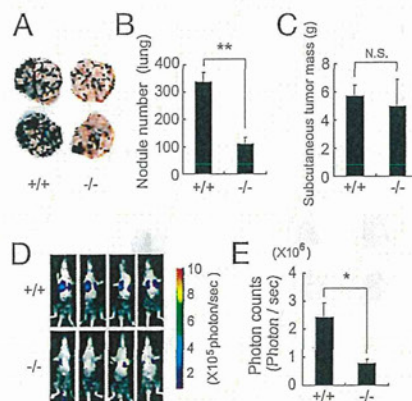 A
+/+ -/-
B
Nodule number (lung)
400
300
200
100
0
**
+/+ -/-
C
Subcutaneous tumor mass (g)
8
6
4
2
0
N.S.
+/+ -/-
D
+/+
-/-
10
8
6
4
2
(X10⁵ photon/sec)
E
(X10⁶)
Photon counts
(Photon / sec)
4
3
2
1
0
*
+/+ -/-